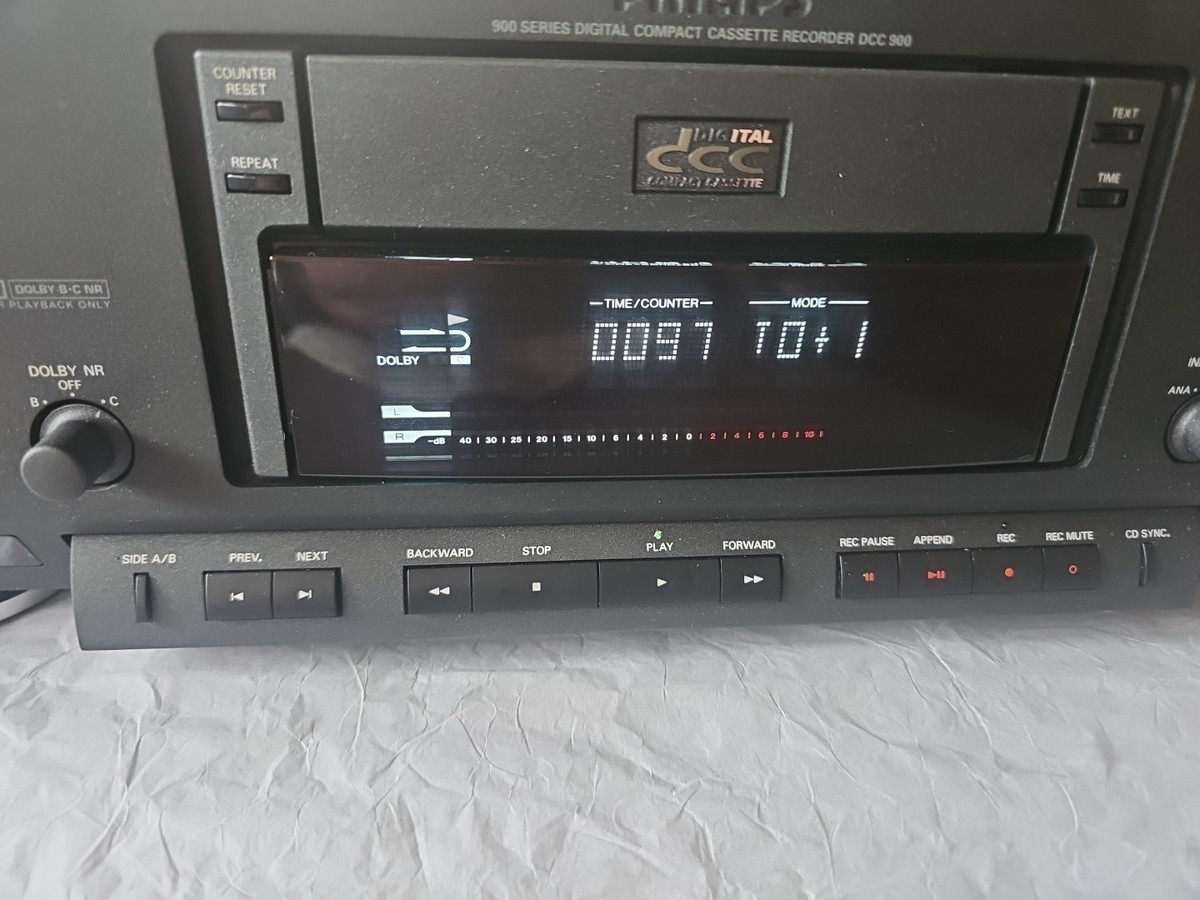 PHILIPS
900 SERIES DIGITAL COMPACT CASSETTE RECORDER DCC 900
COUNTER
RESET
REPEAT
DIGITAL
dcc
COMPACT CASSETTE
TEXT
TIME
DOLBY B·C NR
PLAYBACK ONLY
TIME/COUNTER
MODE
0097
DOLBY
C
L
R
-dB 40 30 25 20 15 10 6 4 2 0 2 4 6 8 10
DOLBY NR
OFF
B C
ANA
SIDE A/B
PREV.
NEXT
BACKWARD
STOP
PLAY
FORWARD
REC PAUSE
APPEND
REC
REC MUTE
CD SYNC.